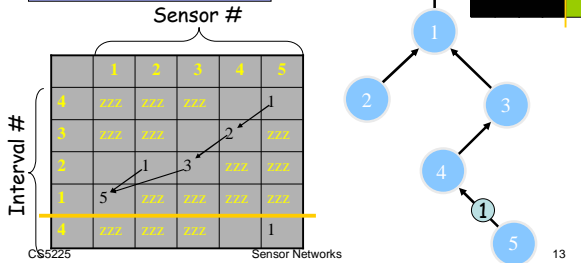 Sensor #
Interval #
1 2 3 4 5
4 zzz zzz zzz 1
3 zzz zzz 2 zzz
2 1 3 zzz zzz
1 5 zzz zzz zzz zzz
4 zzz zzz zzz 1
1
2
3
4
1
5
CS5225 Sensor Networks 13